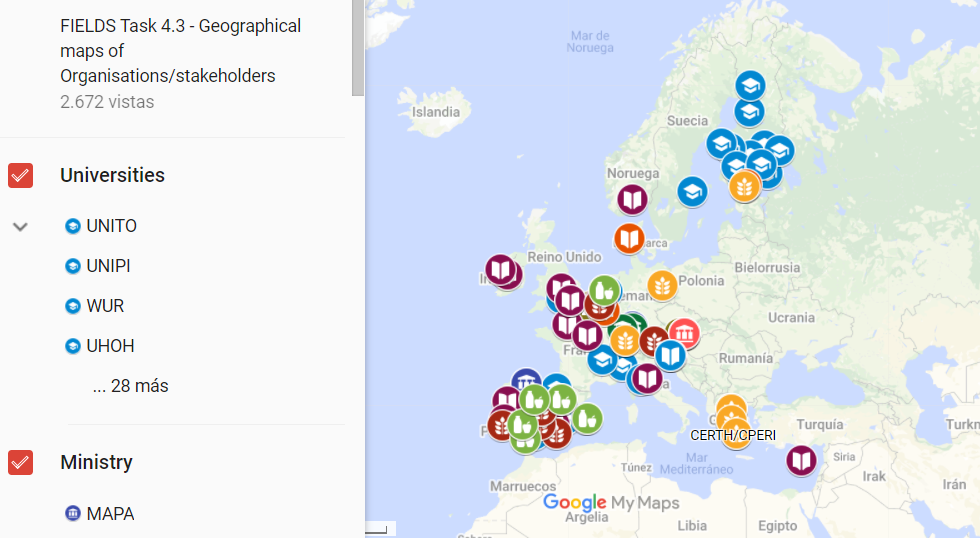 FIELDS Task 4.3 - Geographical
maps of
Organisations/stakeholders
2.672 vistas
Universities
UNITO
UNIPI
WUR
UHOH
... 28 más
Ministry
MAPA
Mar de
Noruega
Islandia
Suecia
Noruega
Reino Unido
Polonia
Bielorrusia
Ucrania
Rumanía
CERTH/CPERI
Turquía
Mar
Mediterráneo
Siria
Irak
Irán
Túnez
Marruecos
Google My Maps
Argelia
Libia
Egipto